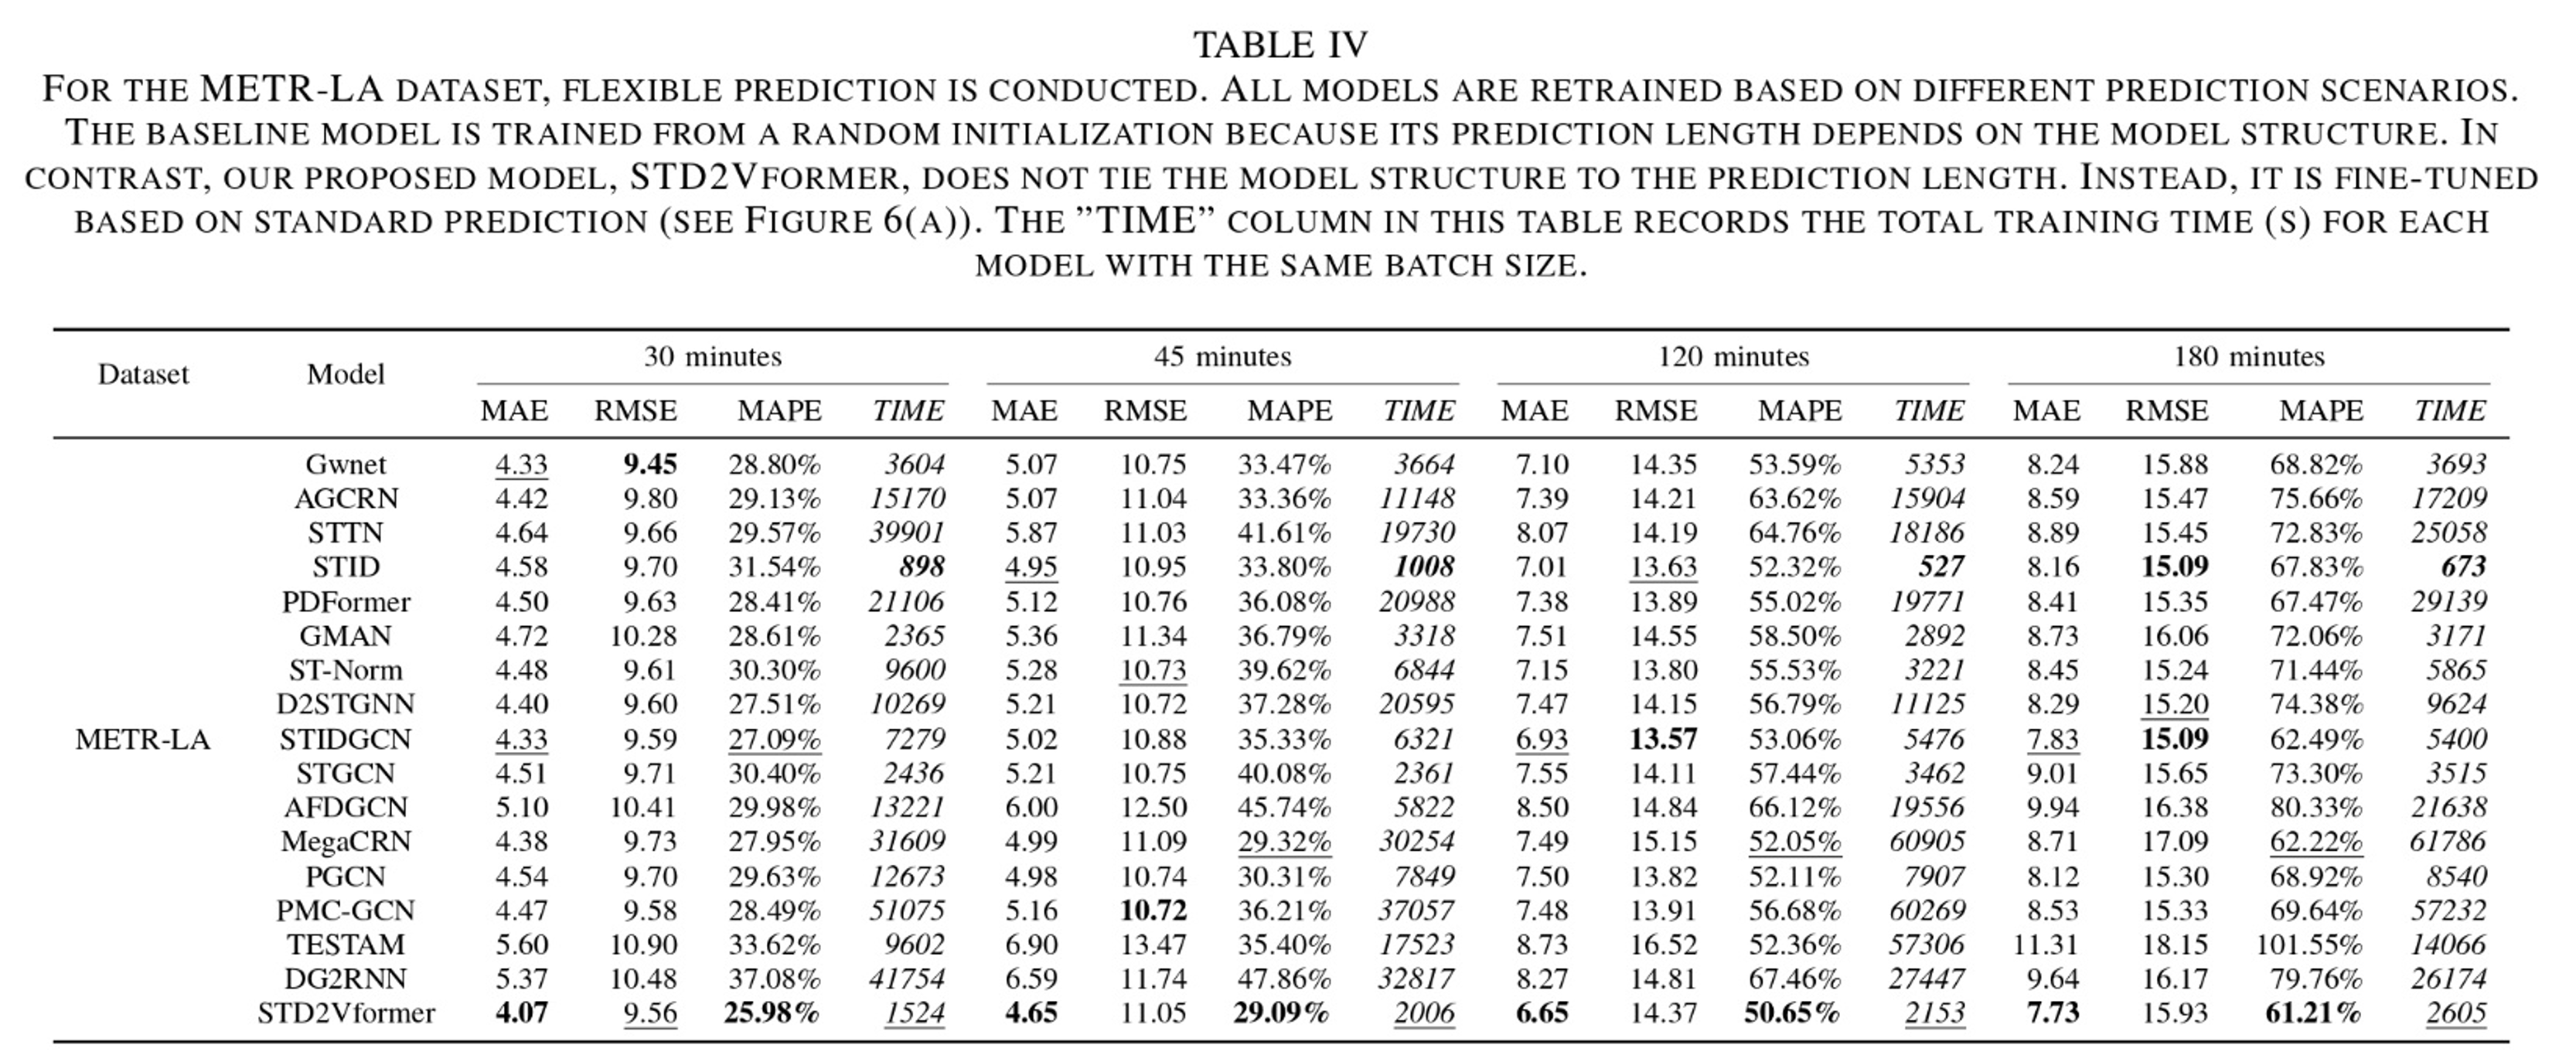 TABLE IV
FOR THE METR-LA DATASET, FLEXIBLE PREDICTION IS CONDUCTED. ALL MODELS ARE RETRAINED BASED ON DIFFERENT PREDICTION SCENARIOS.
THE BASELINE MODEL IS TRAINED FROM A RANDOM INITIALIZATION BECAUSE ITS PREDICTION LENGTH DEPENDS ON THE MODEL STRUCTURE. IN
CONTRAST, OUR PROPOSED MODEL, STD2VFORMER, DOES NOT TIE THE MODEL STRUCTURE TO THE PREDICTION LENGTH. INSTEAD, IT IS FINE-TUNED
BASED ON STANDARD PREDICTION (SEE FIGURE 6(A)). THE ”TIME” COLUMN IN THIS TABLE RECORDS THE TOTAL TRAINING TIME (S) FOR EACH
MODEL WITH THE SAME BATCH SIZE.
Dataset Model 30 minutes 45 minutes 120 minutes 180 minutes
MAE RMSE MAPE TIME MAE RMSE MAPE TIME MAE RMSE MAPE TIME MAE RMSE MAPE TIME
Gwnet 4.33 9.45 28.80% 3604 5.07 10.75 33.47% 3664 7.10 14.35 53.59% 5353 8.24 15.88 68.82% 3693
AGCRN 4.42 9.80 29.13% 15170 5.07 11.04 33.36% 11148 7.39 14.21 63.62% 15904 8.59 15.47 75.66% 17209
STTN 4.64 9.66 29.57% 39901 5.87 11.03 41.61% 19730 8.07 14.19 64.76% 18186 8.89 15.45 72.83% 25058
STID 4.58 9.70 31.54% 898 4.95 10.95 33.80% 1008 7.01 13.63 52.32% 527 8.16 15.09 67.83% 673
PDFormer 4.50 9.63 28.41% 21106 5.12 10.76 36.08% 20988 7.38 13.89 55.02% 19771 8.41 15.35 67.47% 29139
GMAN 4.72 10.28 28.61% 2365 5.36 11.34 36.79% 3318 7.51 14.55 58.50% 2892 8.73 16.06 72.06% 3171
ST-Norm 4.48 9.61 30.30% 9600 5.28 10.73 39.62% 6844 7.15 13.80 55.53% 3221 8.45 15.24 71.44% 5865
D2STGNN 4.40 9.60 27.51% 10269 5.21 10.72 37.28% 20595 7.47 14.15 56.79% 11125 8.29 15.20 74.38% 9624
METR-LA STIDGCN 4.33 9.59 27.09% 7279 5.02 10.88 35.33% 6321 6.93 13.57 53.06% 5476 7.83 15.09 62.49% 5400
STGCN 4.51 9.71 30.40% 2436 5.21 10.75 40.08% 2361 7.55 14.11 57.44% 3462 9.01 15.65 73.30% 3515
AFDGCN 5.10 10.41 29.98% 13221 6.00 12.50 45.74% 5822 8.50 14.84 66.12% 19556 9.94 16.38 80.33% 21638
MegaCRN 4.38 9.73 27.95% 31609 4.99 11.09 29.32% 30254 7.49 15.15 52.05% 60905 8.71 17.09 62.22% 61786
PGCN 4.54 9.70 29.63% 12673 4.98 10.74 30.31% 7849 7.50 13.82 52.11% 7907 8.12 15.30 68.92% 8540
PMC-GCN 4.47 9.58 28.49% 51075 5.16 10.72 36.21% 37057 7.48 13.91 56.68% 60269 8.53 15.33 69.64% 57232
TESTAM 5.60 10.90 33.62% 9602 6.90 13.47 35.40% 17523 8.73 16.52 52.36% 57306 11.31 18.15 101.55% 14066
DG2RNN 5.37 10.48 37.08% 41754 6.59 11.74 47.86% 32817 8.27 14.81 67.46% 27447 9.64 16.17 79.76% 26174
STD2Vformer 4.07 9.56 25.98% 1524 4.65 11.05 29.09% 2006 6.65 14.37 50.65% 2153 7.73 15.93 61.21% 2605